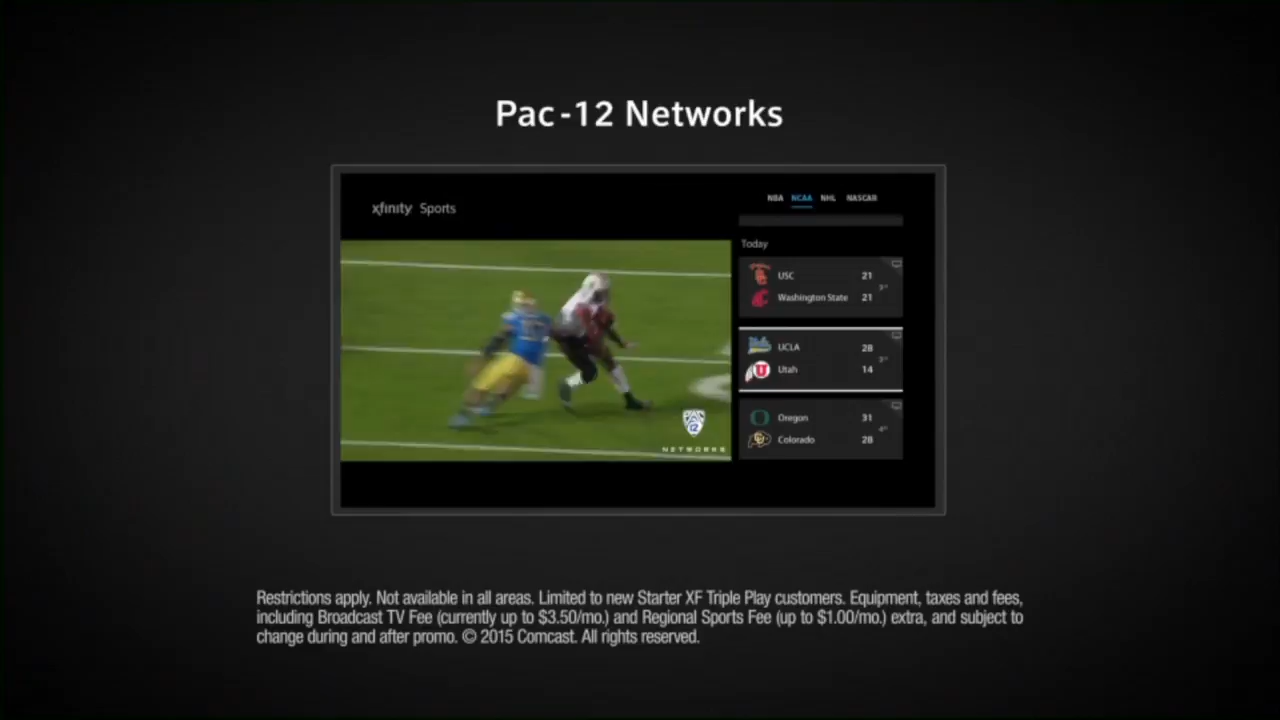 Pac-12 Networks
xfinity Sports
NBA NCAA NHL NASCAR
Today
USC 21
Washington State 21
UCLA 28
Utah 14
Oregon 31
Colorado 28
PAC 12
NETWORKS
Restrictions apply. Not available in all areas. Limited to new Starter XF Triple Play customers. Equipment, taxes and fees,
including Broadcast TV Fee (currently up to $3.50/mo.) and Regional Sports Fee (up to $1.00/mo.) extra, and subject to
change during and after promo. © 2015 Comcast. All rights reserved.